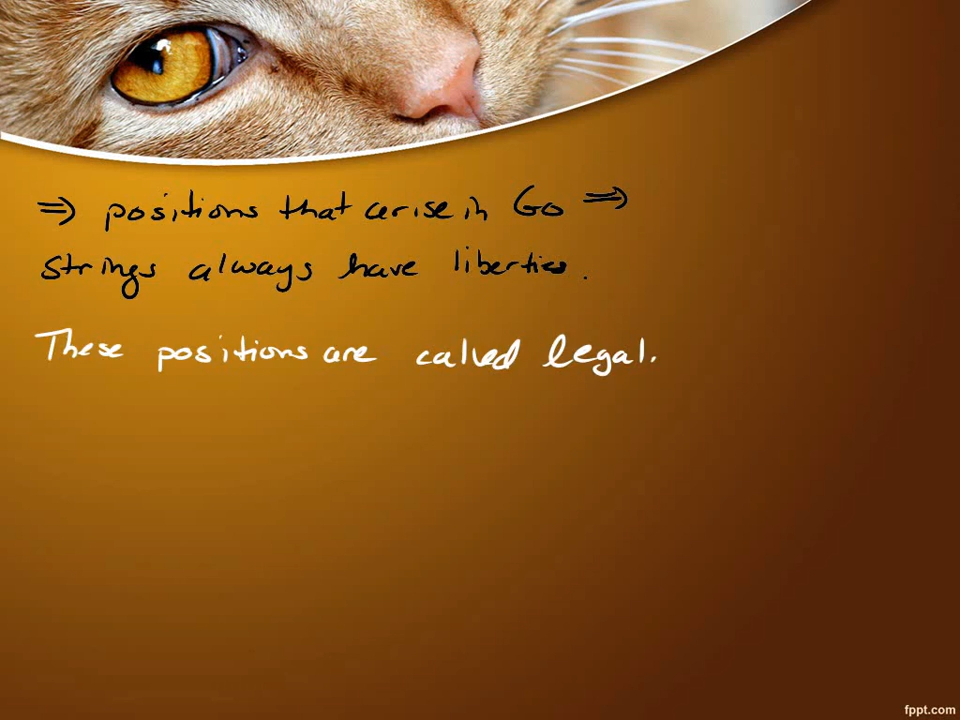 ⇒ positions that arise in Go ⇒
strings always have liberties.
These positions are called legal.
fppt.com